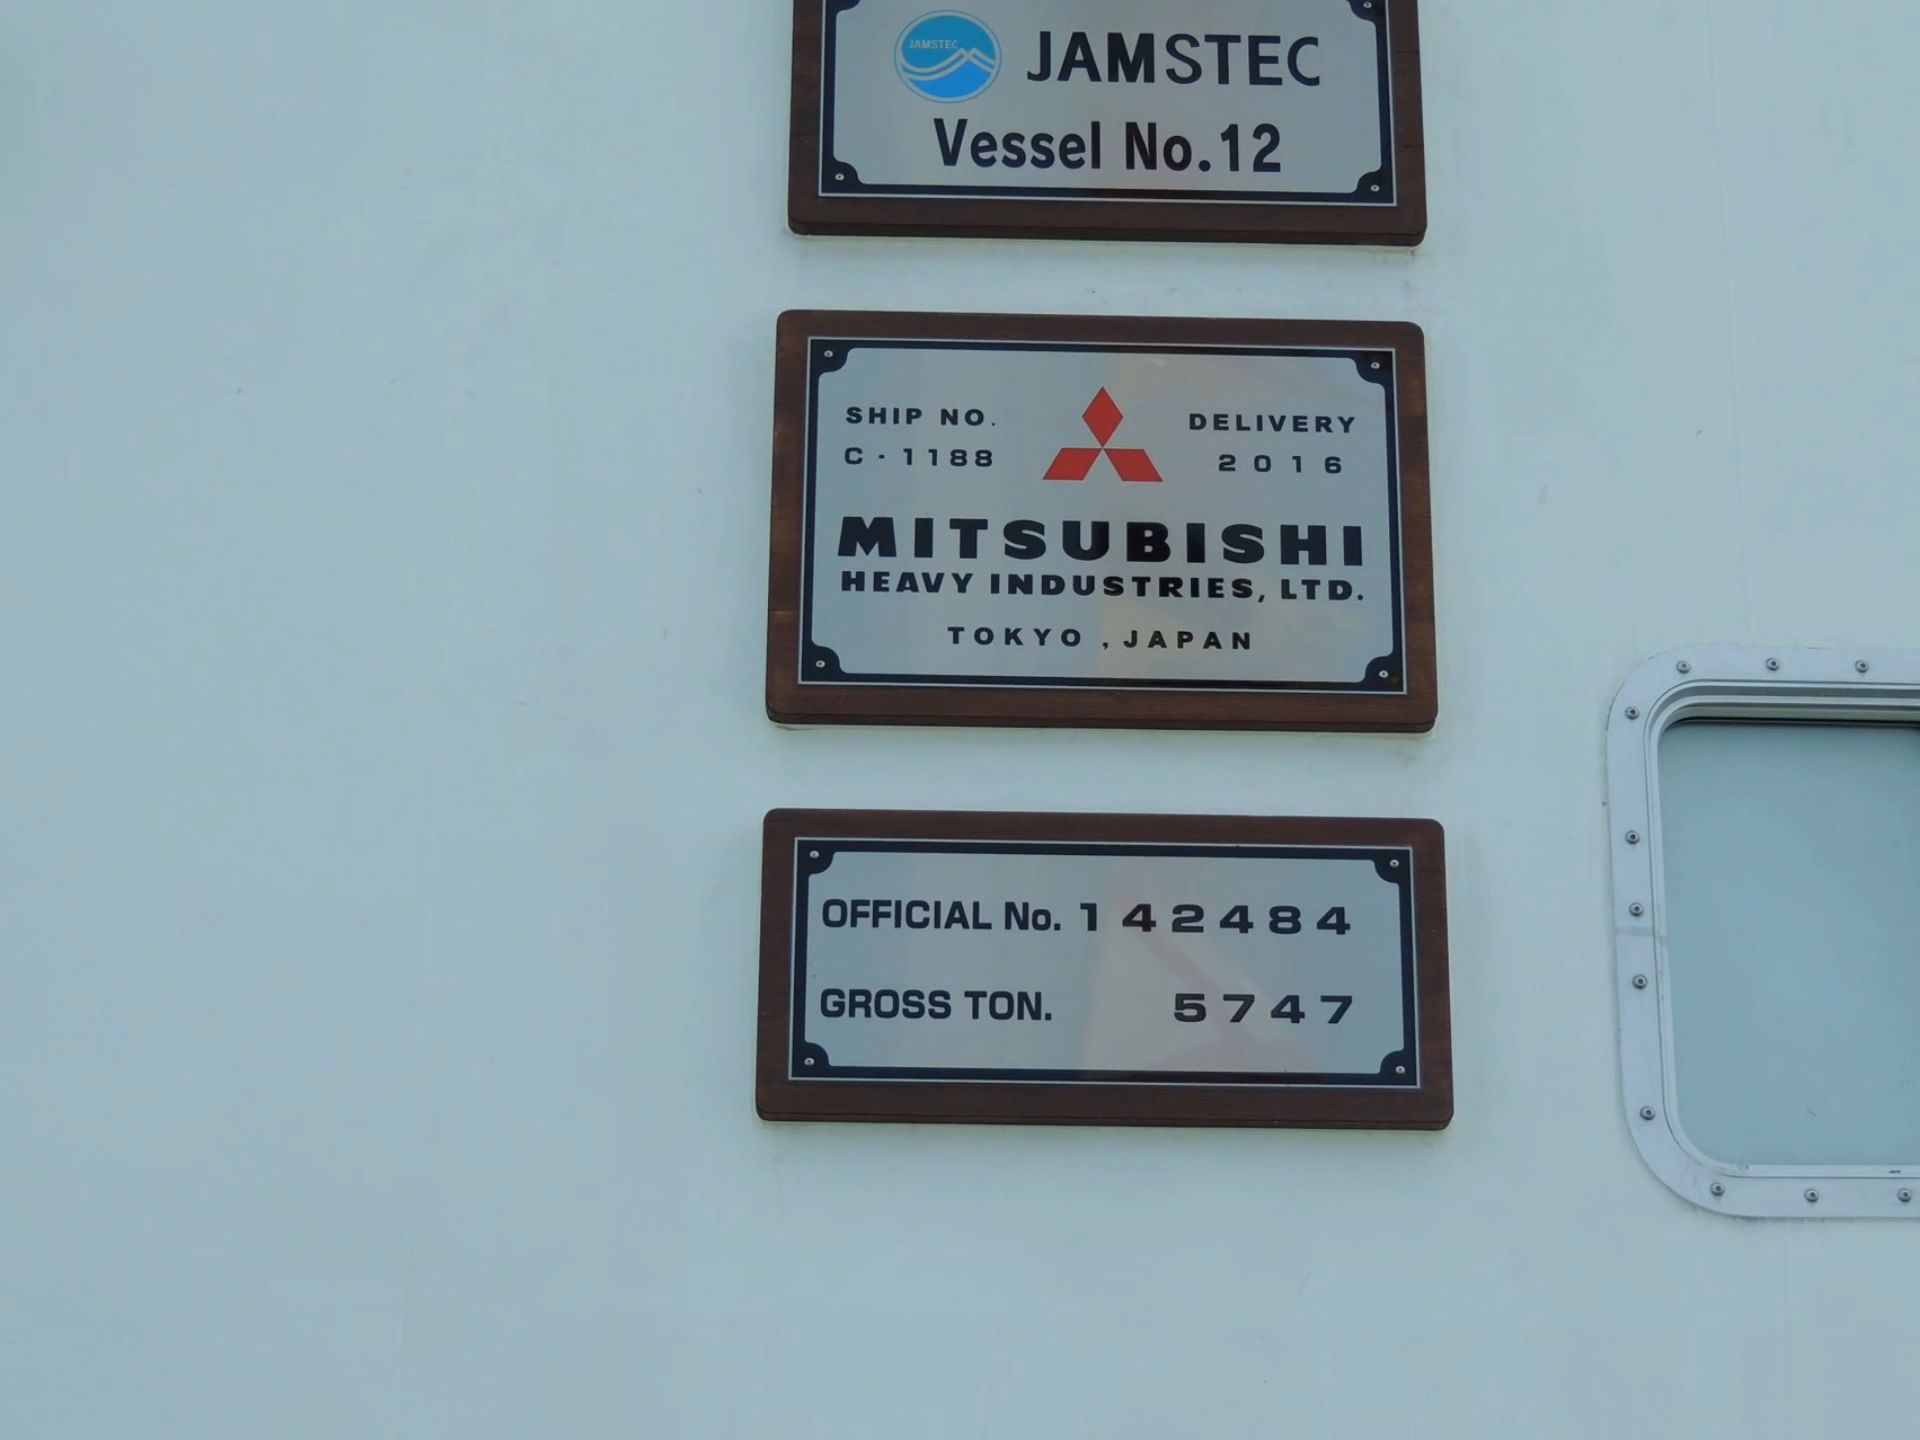 JAMSTEC JAMSTEC
Vessel No.12
SHIP NO. DELIVERY
C-1188 2016
MITSUBISHI
HEAVY INDUSTRIES, LTD.
TOKYO, JAPAN
OFFICIAL No. 142484
GROSS TON. 5747